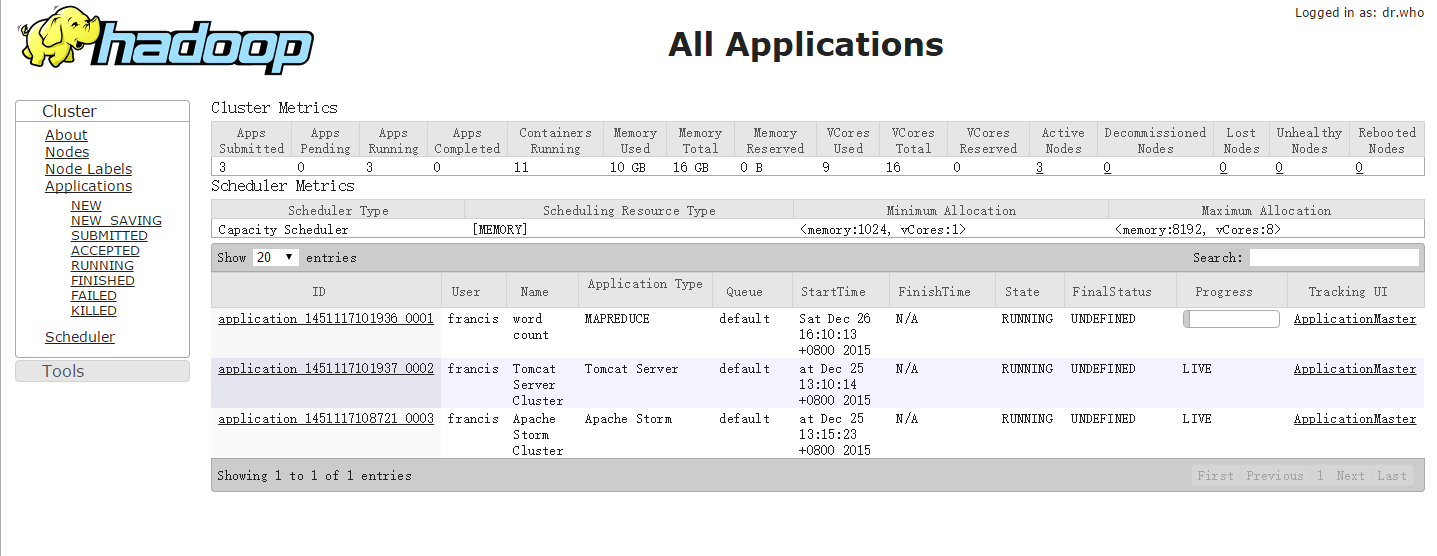 hadoop
All Applications
Logged in as: dr.who
Cluster
About
Nodes
Node Labels
Applications
NEW
NEW_SAVING
SUBMITTED
ACCEPTED
RUNNING
FINISHED
FAILED
KILLED
Scheduler
Tools
Cluster Metrics
Apps Submitted Apps Pending Apps Running Apps Completed Containers Running Memory Used Memory Total Memory Reserved VCores Used VCores Total VCores Reserved Active Nodes Decommissioned Nodes Lost Nodes Unhealthy Nodes Rebooted Nodes
3 0 3 0 11 10 GB 16 GB 0 B 9 16 0 3 0 0 0 0
Scheduler Metrics
Scheduler Type Scheduling Resource Type Minimum Allocation Maximum Allocation
Capacity Scheduler [MEMORY] <memory:1024, vCores:1> <memory:8192, vCores:8>
Show 20 entries Search:
ID User Name Application Type Queue StartTime FinishTime State FinalStatus Progress Tracking UI
application_1451117101936_0001 francis word MAPREDUCE default Sat Dec 26 N/A RUNNING UNDEFINED ApplicationMaster
count 16:10:13
+0800 2015
application_1451117101937_0002 francis Tomcat Tomcat Server default at Dec 25 N/A RUNNING UNDEFINED LIVE ApplicationMaster
Server 13:10:14
Cluster +0800 2015
application_1451117108721_0003 francis Apache Apache Storm default at Dec 25 N/A RUNNING UNDEFINED LIVE ApplicationMaster
Storm 13:15:23
Cluster +0800 2015
Showing 1 to 1 of 1 entries First Previous 1 Next Last